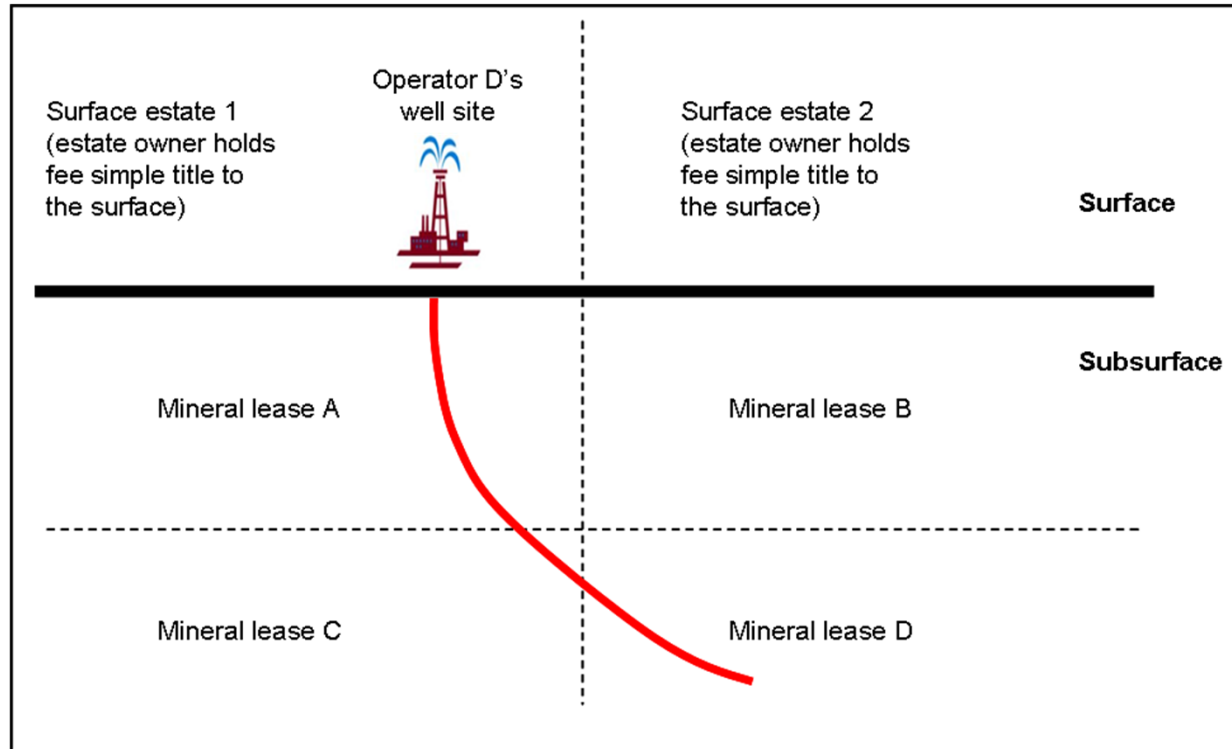 Operator D’s
well site
Surface estate 1
(estate owner holds
fee simple title to
the surface)
Surface estate 2
(estate owner holds
fee simple title to
the surface)
Surface
Subsurface
Mineral lease A
Mineral lease B
Mineral lease C
Mineral lease D